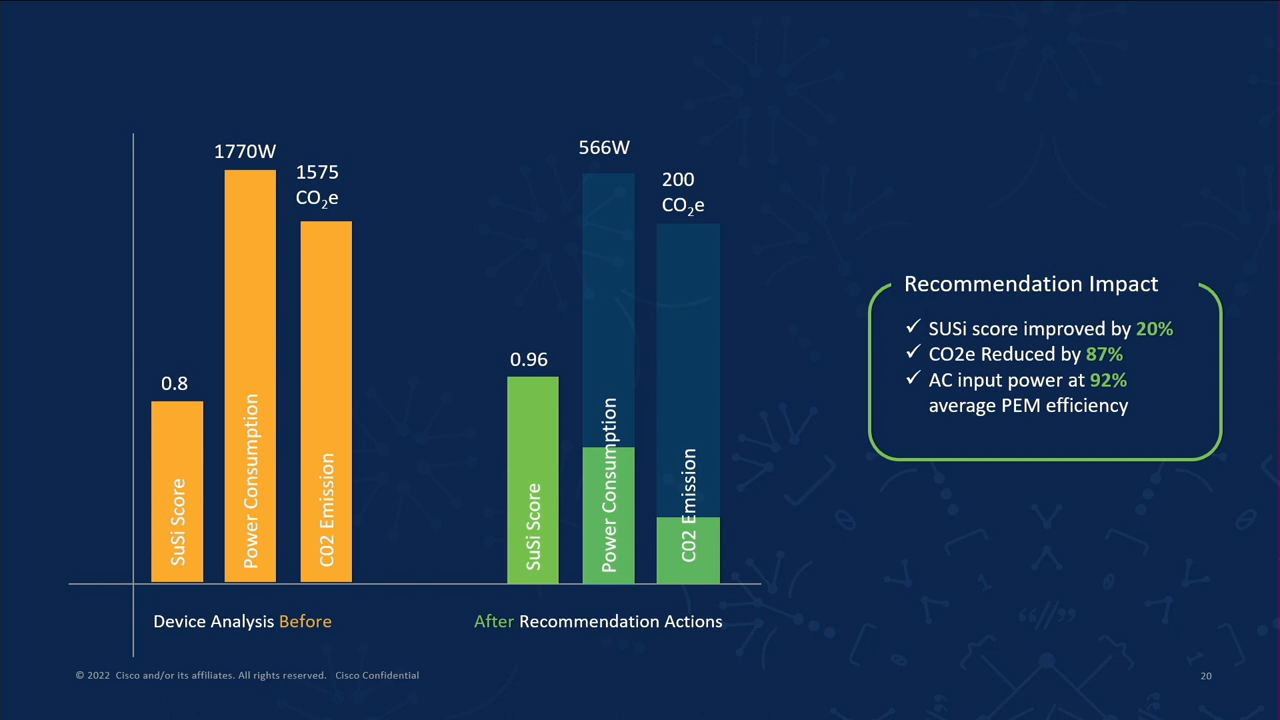 1770W
1575
CO₂e
0.8
SuSi Score
Power Consumption
C02 Emission
Device Analysis Before
566W
200
CO₂e
0.96
SuSi Score
Power Consumption
C02 Emission
After Recommendation Actions
Recommendation Impact
✓ SUSi score improved by 20%
✓ CO2e Reduced by 87%
✓ AC input power at 92%
average PEM efficiency
© 2022 Cisco and/or its affiliates. All rights reserved. Cisco Confidential
20